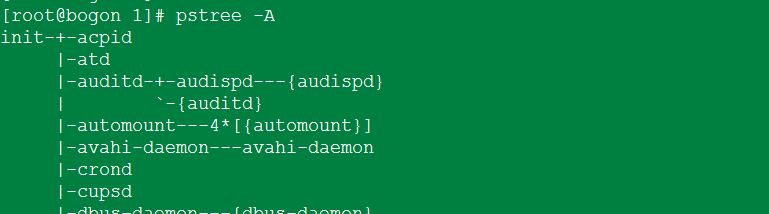 [root@bogon 1]# pstree -A
init-+-acpid
     |-atd
     |-auditd-+-audispd---{audispd}
     |        `-{auditd}
     |-automount---4*[{automount}]
     |-avahi-daemon---avahi-daemon
     |-crond
     |-cupsd
     |-dbus-daemon---{dbus-daemon}